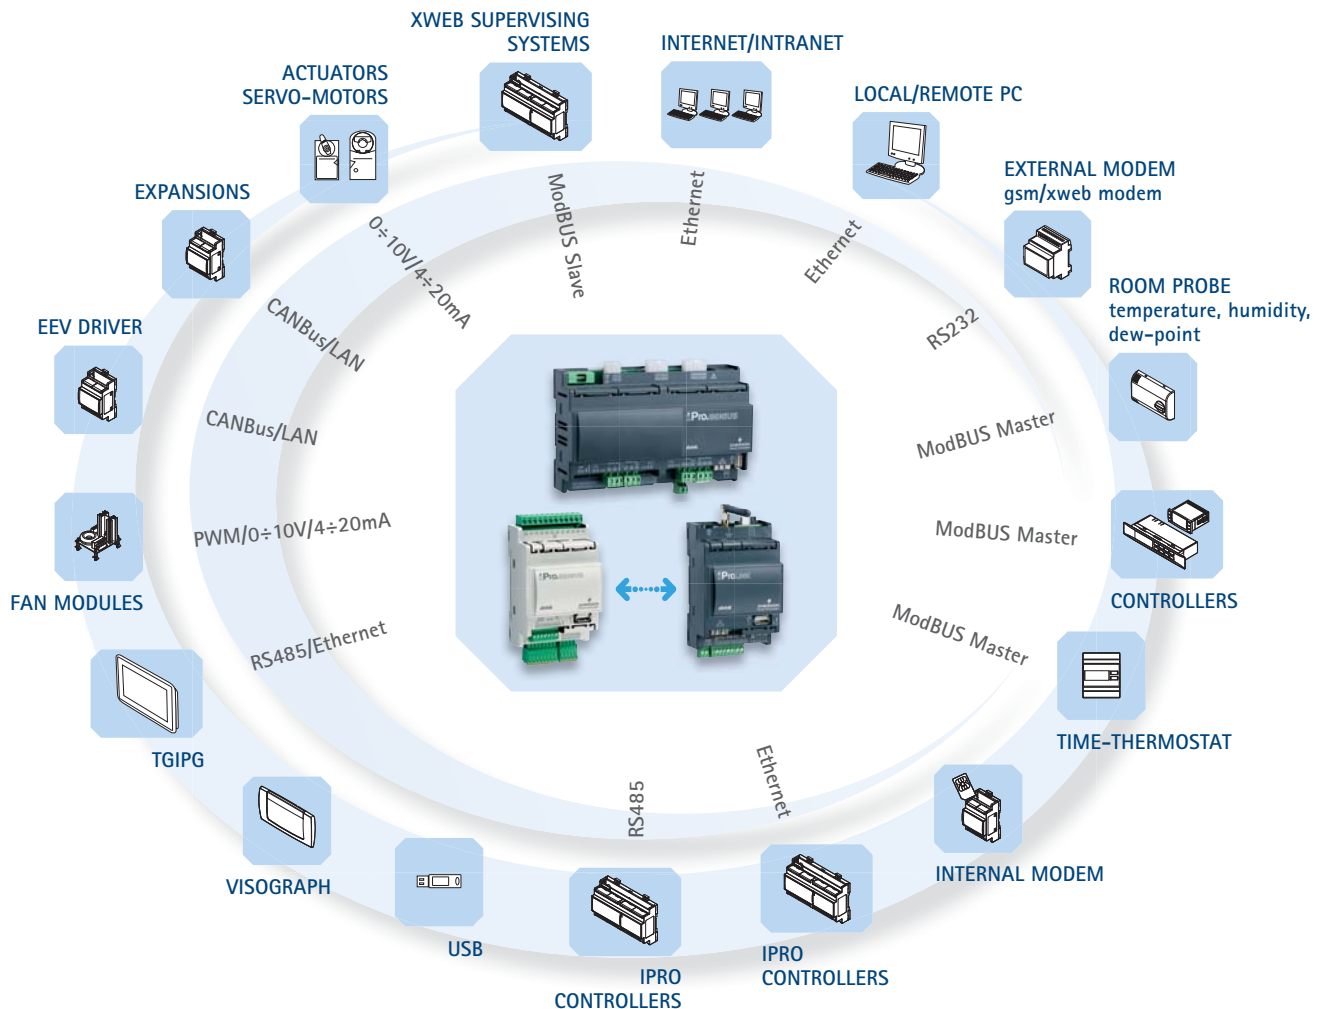 XWEB SUPERVISING
SYSTEMS
INTERNET/INTRANET
ACTUATORS
SERVO-MOTORS
LOCAL/REMOTE PC
EXPANSIONS
EXTERNAL MODEM
gsm/xweb modem
EEV DRIVER
ROOM PROBE
temperature, humidity,
dew-point
0÷10V/4÷20mA
ModBUS Slave
Ethernet
Ethernet
RS232
CANBus/LAN
CANBus/LAN
ModBUS Master
PWM/0÷10V/4÷20mA
ModBUS Master
RS485/Ethernet
ModBUS Master
RS485
Ethernet
FAN MODULES
CONTROLLERS
TGIPG
TIME-THERMOSTAT
VISOGRAPH
INTERNAL MODEM
USB
IPRO
CONTROLLERS
IPRO
CONTROLLERS